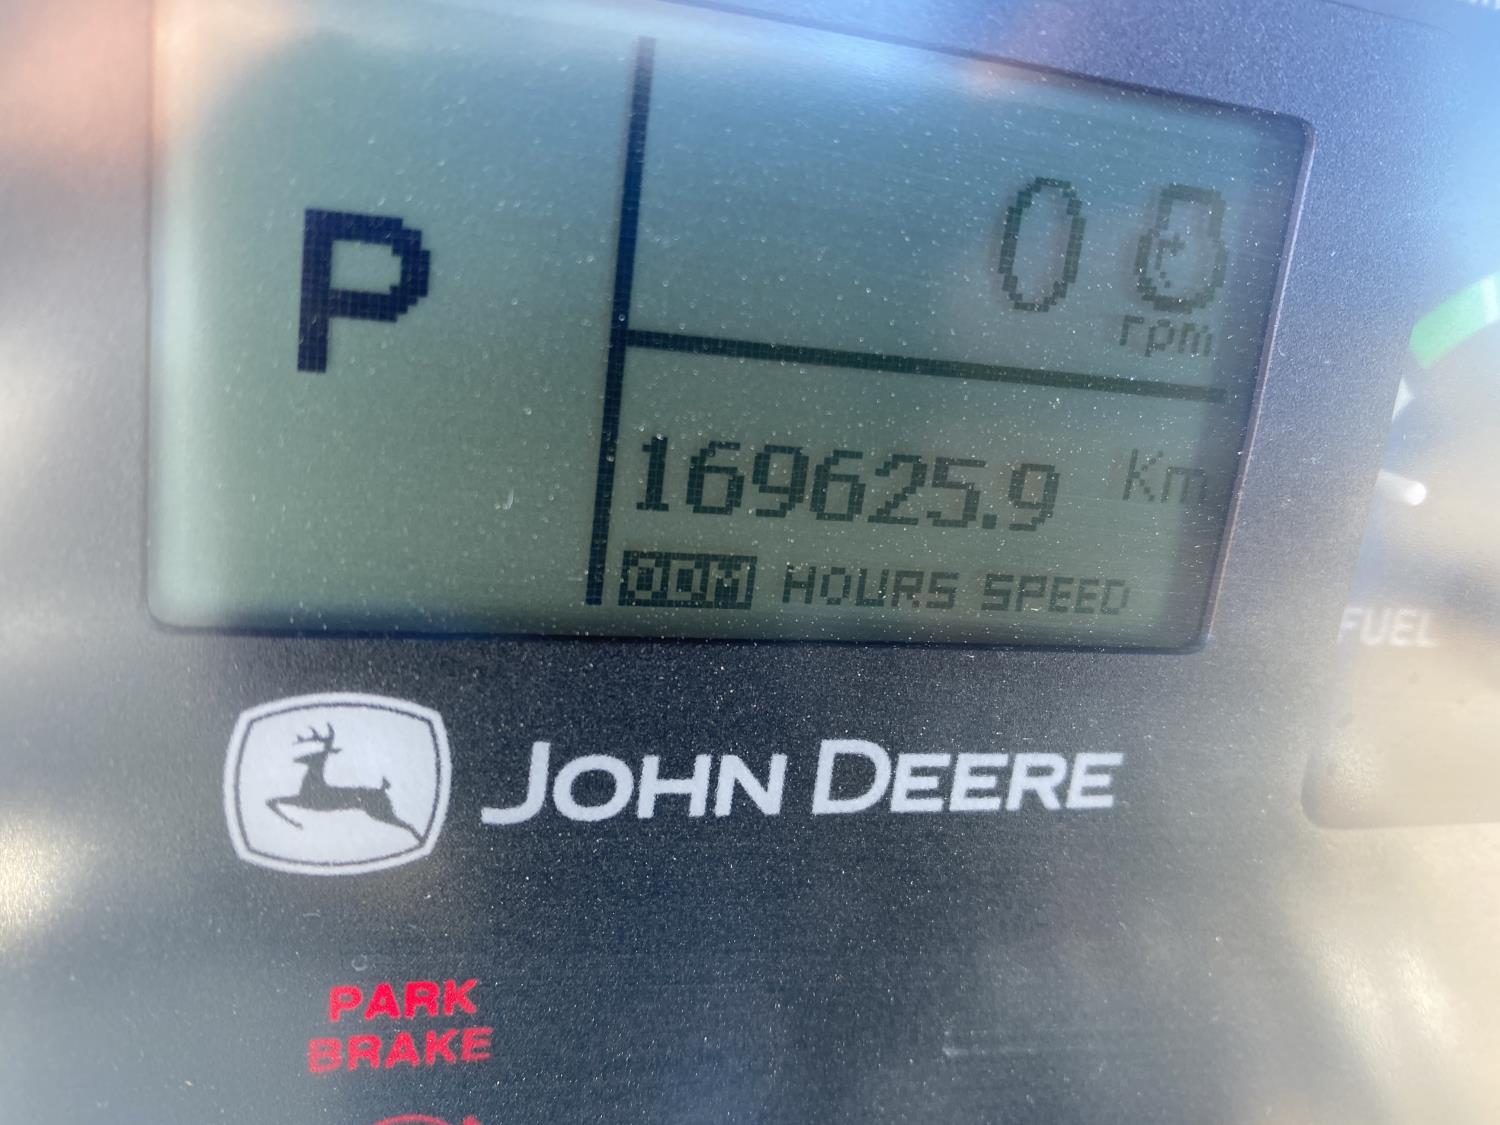 P
0
rpm
169625.9 Km
ODM HOURS SPEED
FUEL
JOHN DEERE
PARK
BRAKE